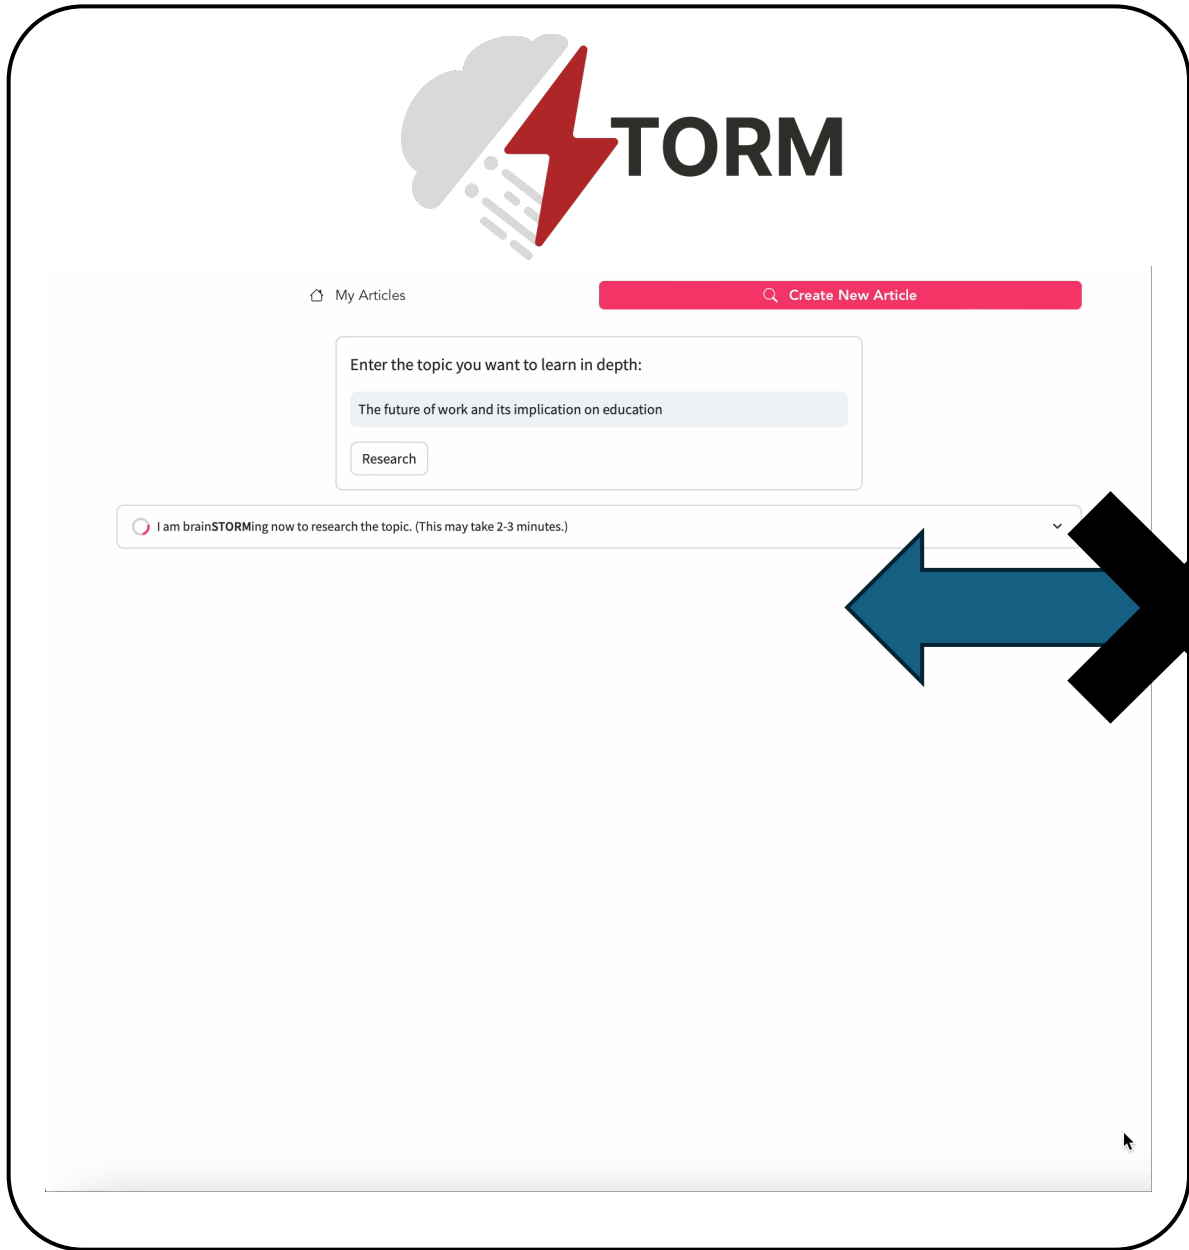 TORM
My Articles
Create New Article
Enter the topic you want to learn in depth:
The future of work and its implication on education
Research
I am brainSTORMing now to research the topic. (This may take 2-3 minutes.)